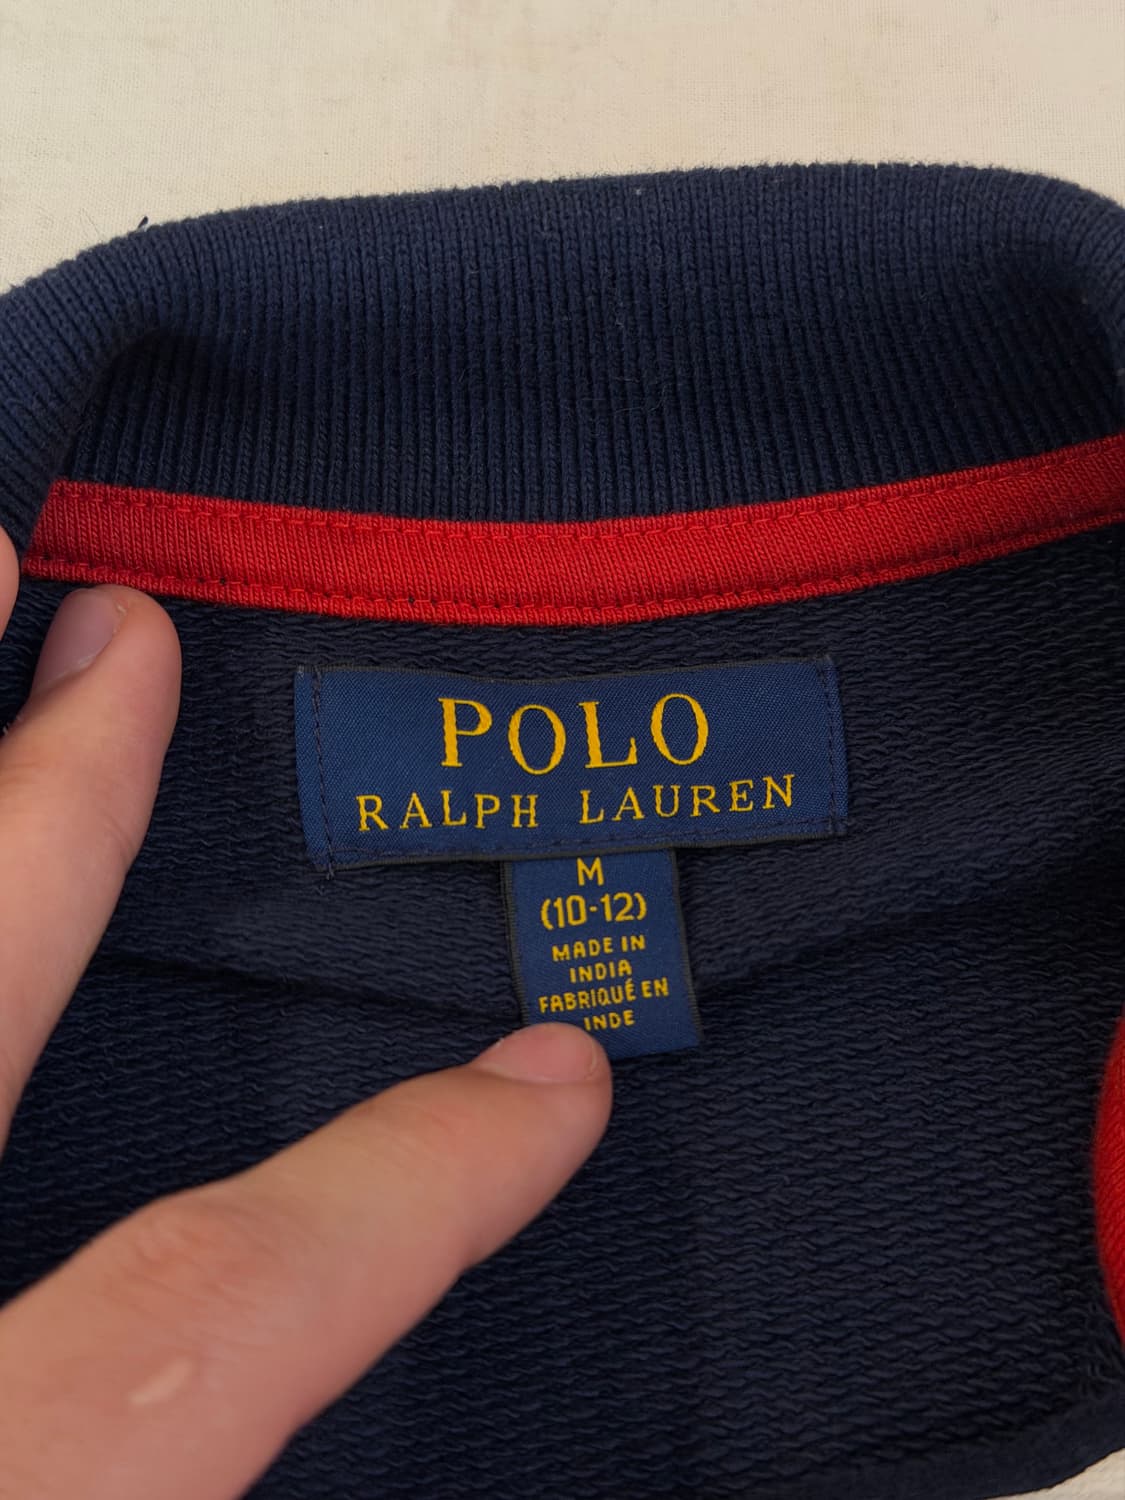 POLO
RALPH LAUREN
M
(10-12)
MADE IN
INDIA
FABRIQUÉ EN
INDE